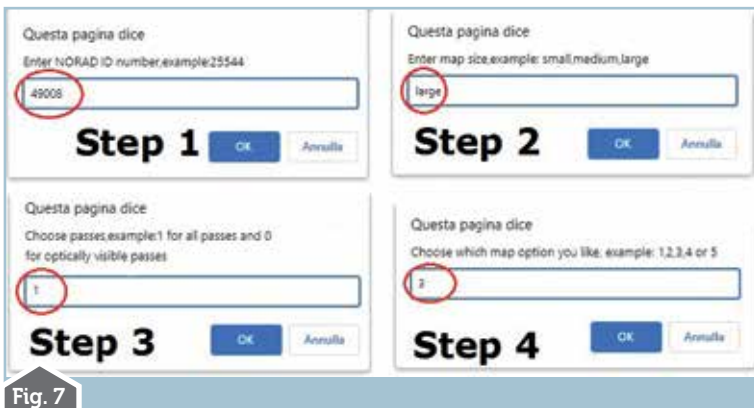 Questa pagina dice
Enter NORAD ID number,example:25544
49008
Step 1
OK
Annulla
Questa pagina dice
Enter map size,example: small,medium,large
large
Step 2
OK
Annulla
Questa pagina dice
Choose passes,example:1 for all passes and 0
for optically visible passes
1
Step 3
OK
Annulla
Questa pagina dice
Choose which map option you like, example: 1,2,3,4 or 5
Step 4
OK
Annulla
Fig. 7